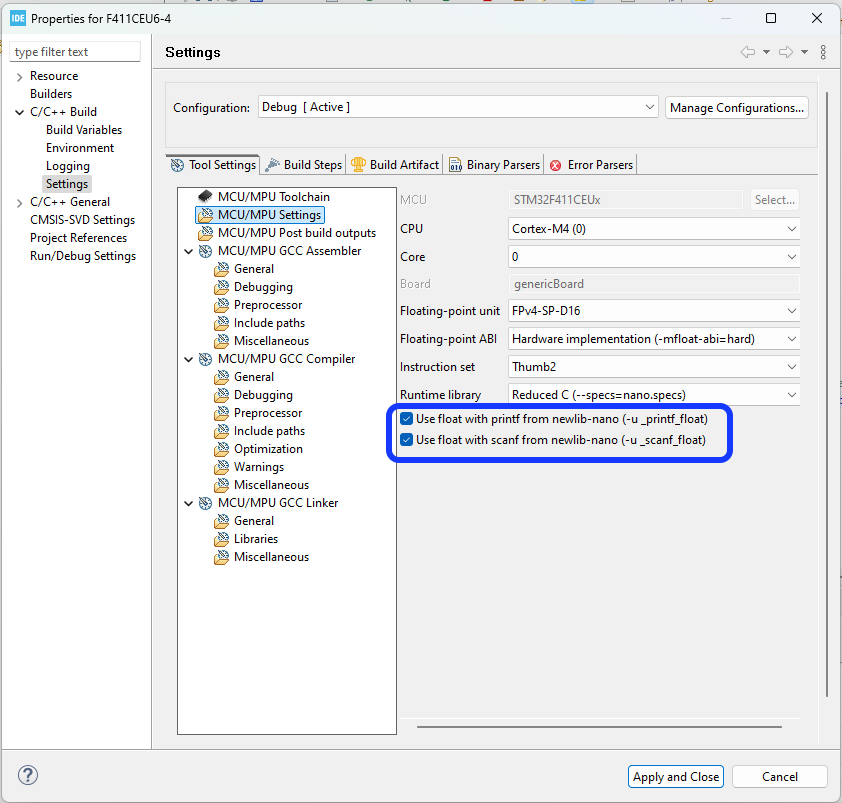 IDE Properties for F411CEU6-4
type filter text
Resource
Builders
C/C++ Build
Build Variables
Environment
Logging
Settings
C/C++ General
CMSIS-SVD Settings
Project References
Run/Debug Settings
Settings
Configuration: Debug [ Active ] Manage Configurations...
Tool Settings Build Steps Build Artifact Binary Parsers Error Parsers
MCU/MPU Toolchain
MCU/MPU Settings
MCU/MPU Post build outputs
MCU/MPU GCC Assembler
General
Debugging
Preprocessor
Include paths
Miscellaneous
MCU/MPU GCC Compiler
General
Debugging
Preprocessor
Include paths
Optimization
Warnings
Miscellaneous
MCU/MPU GCC Linker
General
Libraries
Miscellaneous
MCU STM32F411CEUx Select...
CPU Cortex-M4 (0)
Core 0
Board genericBoard
Floating-point unit FPv4-SP-D16
Floating-point ABI Hardware implementation (-mfloat-abi=hard)
Instruction set Thumb2
Runtime library Reduced C (--specs=nano.specs)
Use float with printf from newlib-nano (-u _printf_float)
Use float with scanf from newlib-nano (-u _scanf_float)
? Apply and Close Cancel